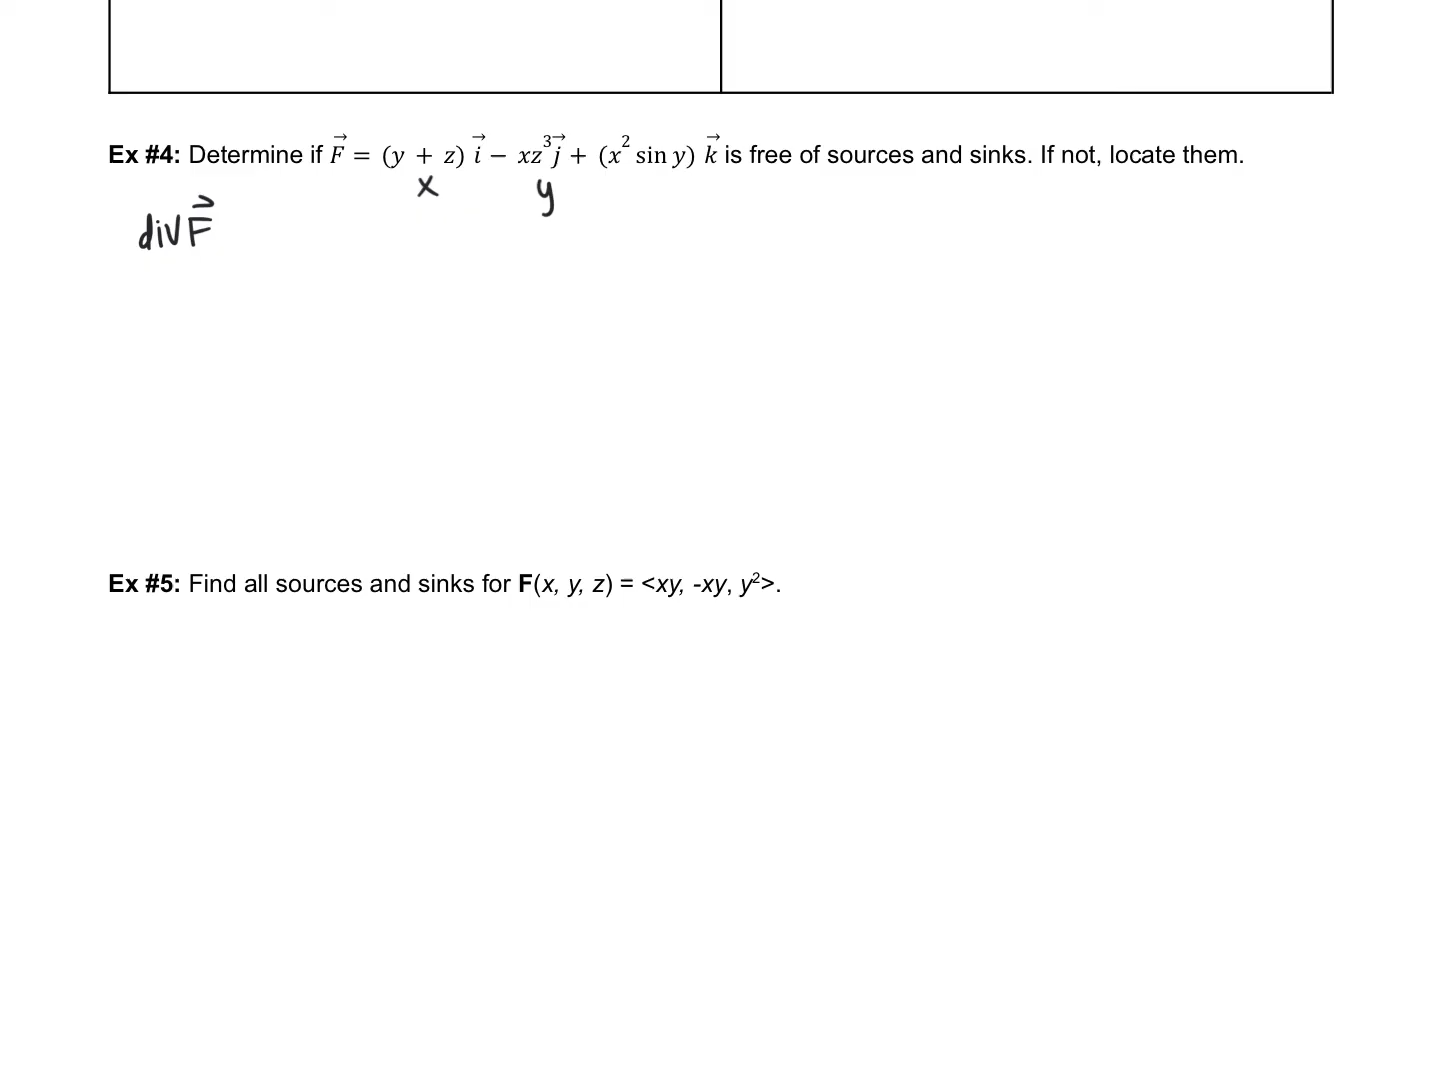 Ex #4: Determine if F⃗ = (y + z) i⃗ − xz³j⃗ + (x² sin y) k⃗ is free of sources and sinks. If not, locate them.
x y
div F⃗
Ex #5: Find all sources and sinks for F(x, y, z) = <xy, -xy, y²>.